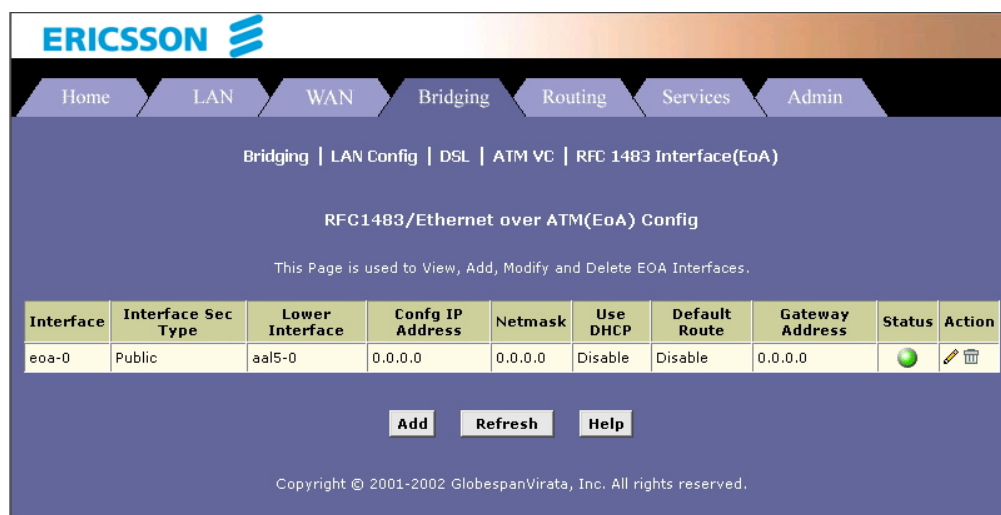 ERICSSON
Home LAN WAN Bridging Routing Services Admin
Bridging | LAN Config | DSL | ATM VC | RFC 1483 Interface(EoA)
RFC1483/Ethernet over ATM(EoA) Config
This Page is used to View, Add, Modify and Delete EOA Interfaces.
Interface Interface Sec Type Lower Interface Confg IP Address Netmask Use DHCP Default Route Gateway Address Status Action
eoa-0 Public aal5-0 0.0.0.0 0.0.0.0 Disable Disable 0.0.0.0
Add Refresh Help
Copyright © 2001-2002 GlobespanVirata, Inc. All rights reserved.